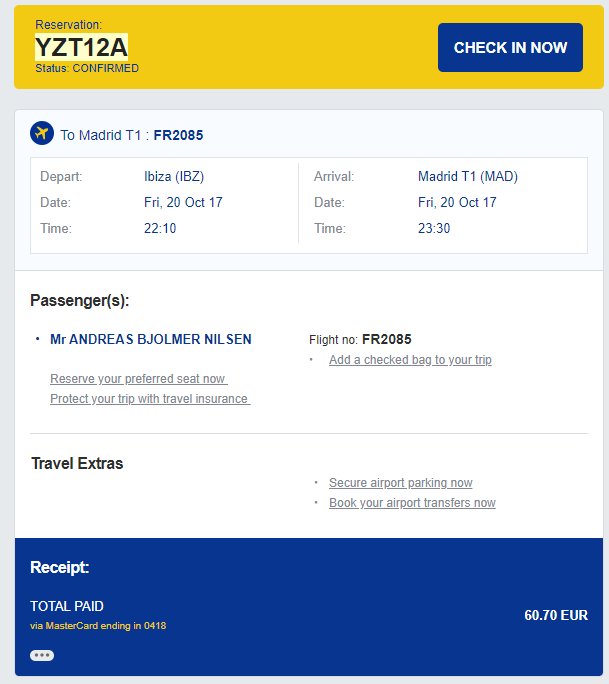 Reservation:
YZT12A
Status: CONFIRMED
CHECK IN NOW
To Madrid T1 : FR2085
Depart: Ibiza (IBZ)
Date: Fri, 20 Oct 17
Time: 22:10
Arrival: Madrid T1 (MAD)
Date: Fri, 20 Oct 17
Time: 23:30
Passenger(s):
• Mr ANDREAS BJOLMER NILSEN
Reserve your preferred seat now
Protect your trip with travel insurance
Flight no: FR2085
• Add a checked bag to your trip
Travel Extras
• Secure airport parking now
• Book your airport transfers now
Receipt:
TOTAL PAID
via MasterCard ending in 0418
60.70 EUR